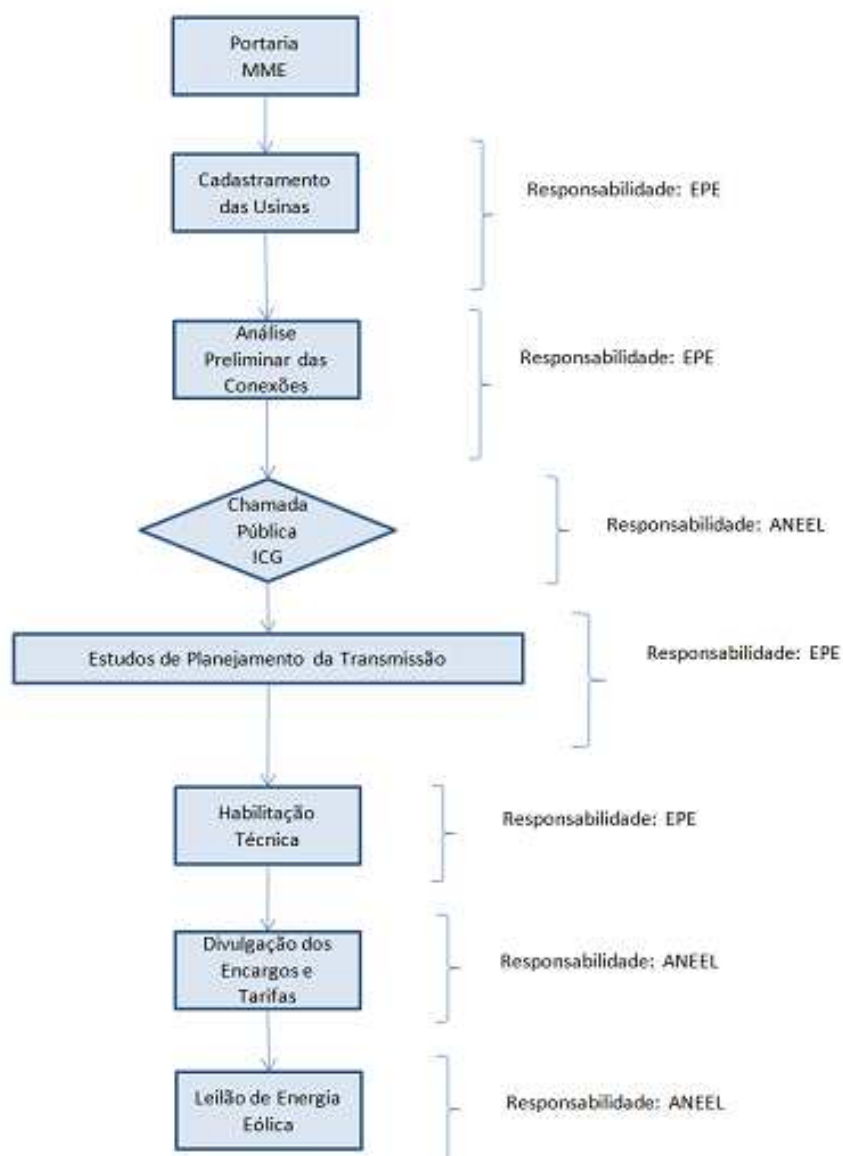 Portaria
MME
Cadastramento
das Usinas
Responsabilidade: EPE
Análise
Preliminar das
Conexões
Responsabilidade: EPE
Chamada
Pública
ICG
Responsabilidade: ANEEL
Estudos de Planejamento da Transmissão
Responsabilidade: EPE
Habilitação
Técnica
Responsabilidade: EPE
Divulgação dos
Encargos e
Tarifas
Responsabilidade: ANEEL
Leilão de Energia
Eólica
Responsabilidade: ANEEL